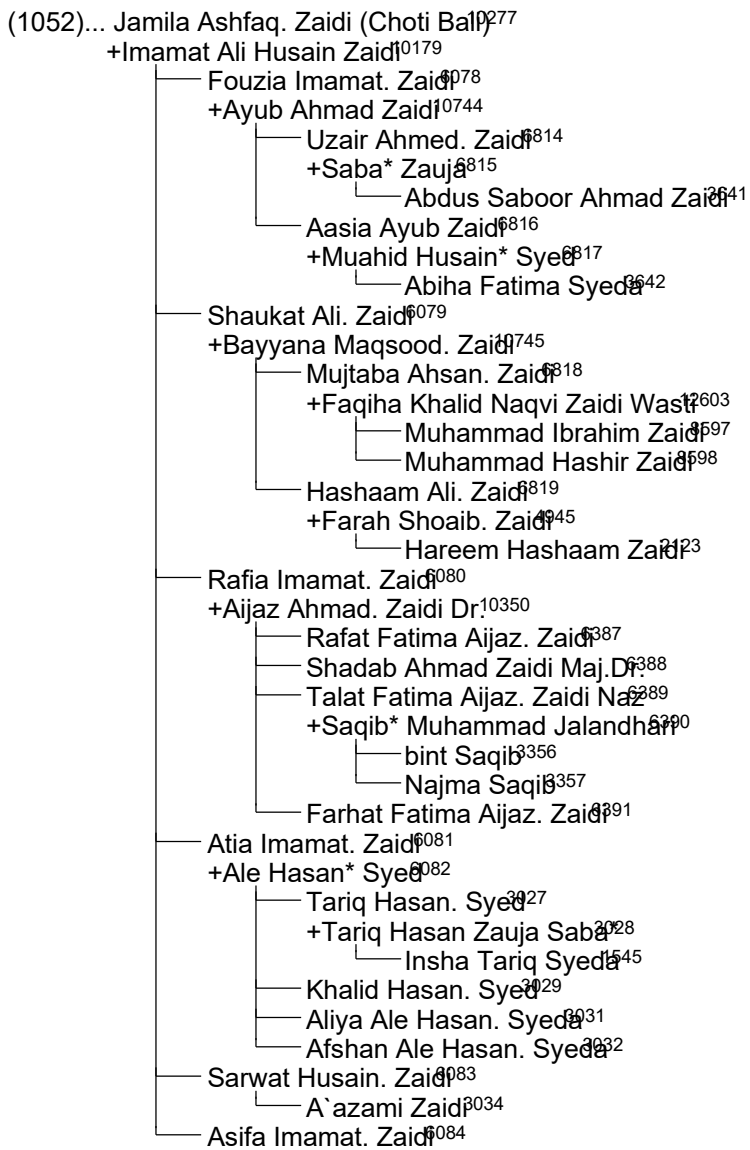 (1052)... Jamila Ashfaq. Zaidi (Choti Baji)10277
+Imamat Ali Husain Zaidi10179
Fouzia Imamat. Zaidi6078
+Ayub Ahmad Zaidi10744
Uzair Ahmed. Zaidi6814
+Saba* Zauja6815
Abdus Saboor Ahmad Zaidi3641
Aasia Ayub Zaidi6816
+Muahid Husain* Syed6817
Abiha Fatima Syeda3642
Shaukat Ali. Zaidi6079
+Bayyana Maqsood. Zaidi10745
Mujtaba Ahsan. Zaidi6818
+Faqiha Khalid Naqvi Zaidi Wasti12603
Muhammad Ibrahim Zaidi8597
Muhammad Hashir Zaidi8598
Hashaam Ali. Zaidi6819
+Farah Shoaib. Zaidi4945
Hareem Hashaam Zaidi2123
Rafia Imamat. Zaidi6080
+Aijaz Ahmad. Zaidi Dr.10350
Rafat Fatima Aijaz. Zaidi6387
Shadab Ahmad Zaidi Maj.Dr.6388
Talat Fatima Aijaz. Zaidi Naz6389
+Saqib* Muhammad Jalandhari6390
bint Saqib3356
Najma Saqib3357
Farhat Fatima Aijaz. Zaidi6391
Atia Imamat. Zaidi6081
+Ale Hasan* Syed6082
Tariq Hasan. Syed3027
+Tariq Hasan Zauja Saba*3028
Insha Tariq Syeda1545
Khalid Hasan. Syed3029
Aliya Ale Hasan. Syeda3031
Afshan Ale Hasan. Syeda3032
Sarwat Husain. Zaidi6083
A`azami Zaidi3034
Asifa Imamat. Zaidi6084